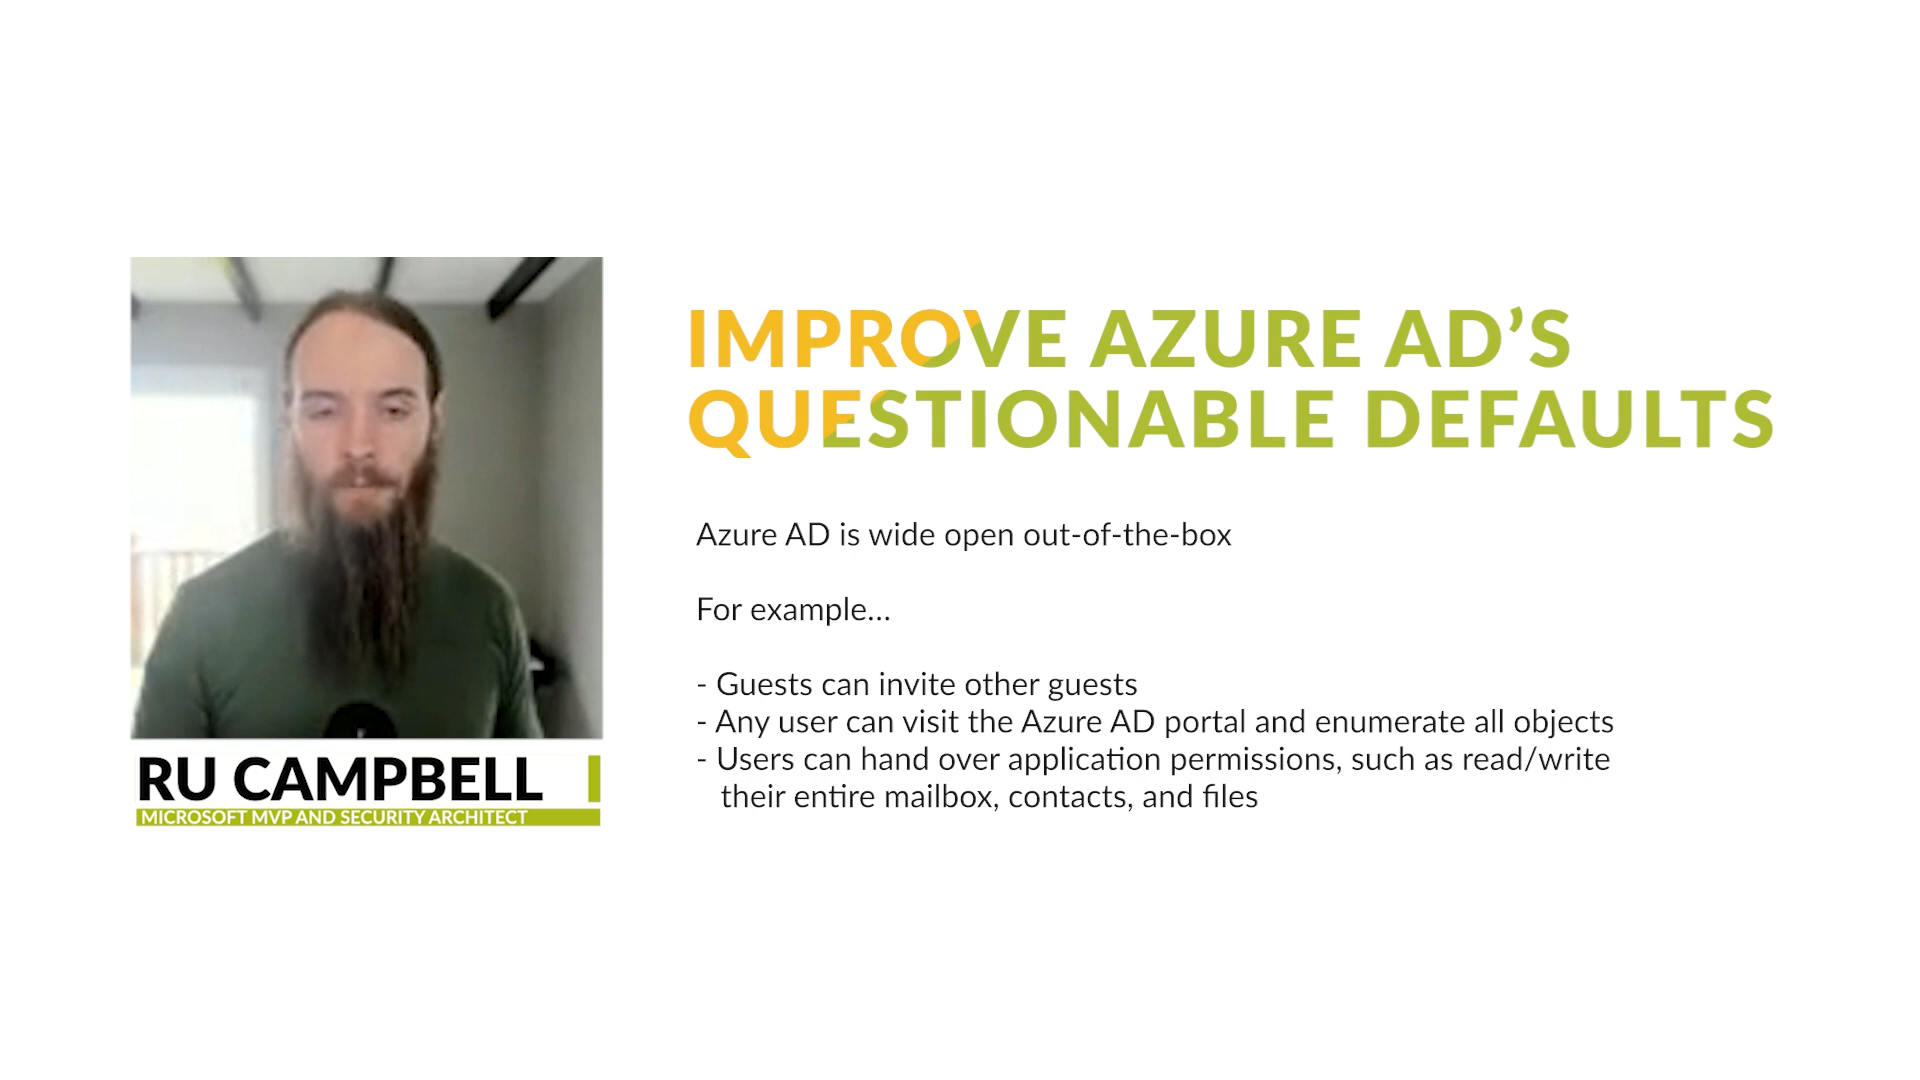 IMPROVE AZURE AD’S
QUESTIONABLE DEFAULTS
Azure AD is wide open out-of-the-box
For example...
- Guests can invite other guests
- Any user can visit the Azure AD portal and enumerate all objects
- Users can hand over application permissions, such as read/write
their entire mailbox, contacts, and files
RU CAMPBELL
MICROSOFT MVP AND SECURITY ARCHITECT